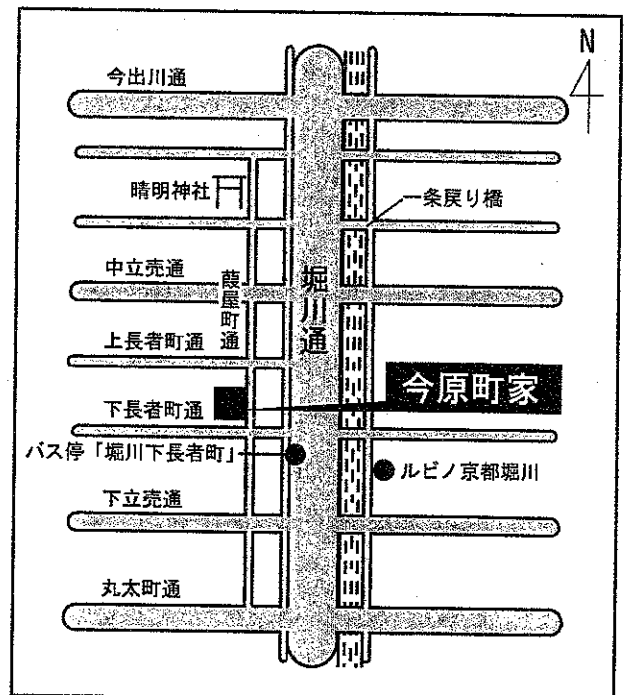 N
今出川通
晴明神社
一条戻り橋
中立売通
葭屋町通
堀川通
上長者町通
今原町家
下長者町通
バス停「堀川下長者町」
ルビノ京都堀川
下立売通
丸太町通